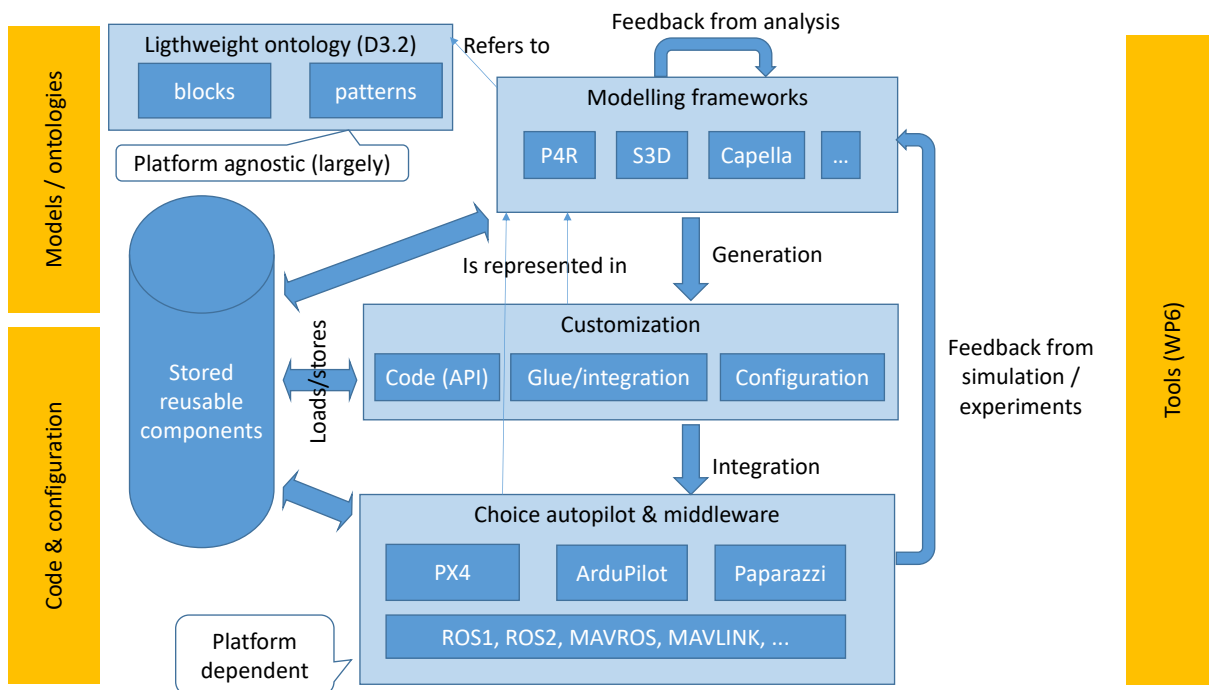 Feedback from analysis
Ligthweight ontology (D3.2)
blocks
patterns
Platform agnostic (largely)
Refers to
Modelling frameworks
P4R
S3D
Capella
...
Models / ontologies
Is represented in
Generation
Customization
Code (API)
Glue/integration
Configuration
Stored
reusable
components
Loads/stores
Feedback from
simulation /
experiments
Tools (WP6)
Code & configuration
Integration
Choice autopilot & middleware
PX4
ArduPilot
Paparazzi
ROS1, ROS2, MAVROS, MAVLINK, ...
Platform
dependent